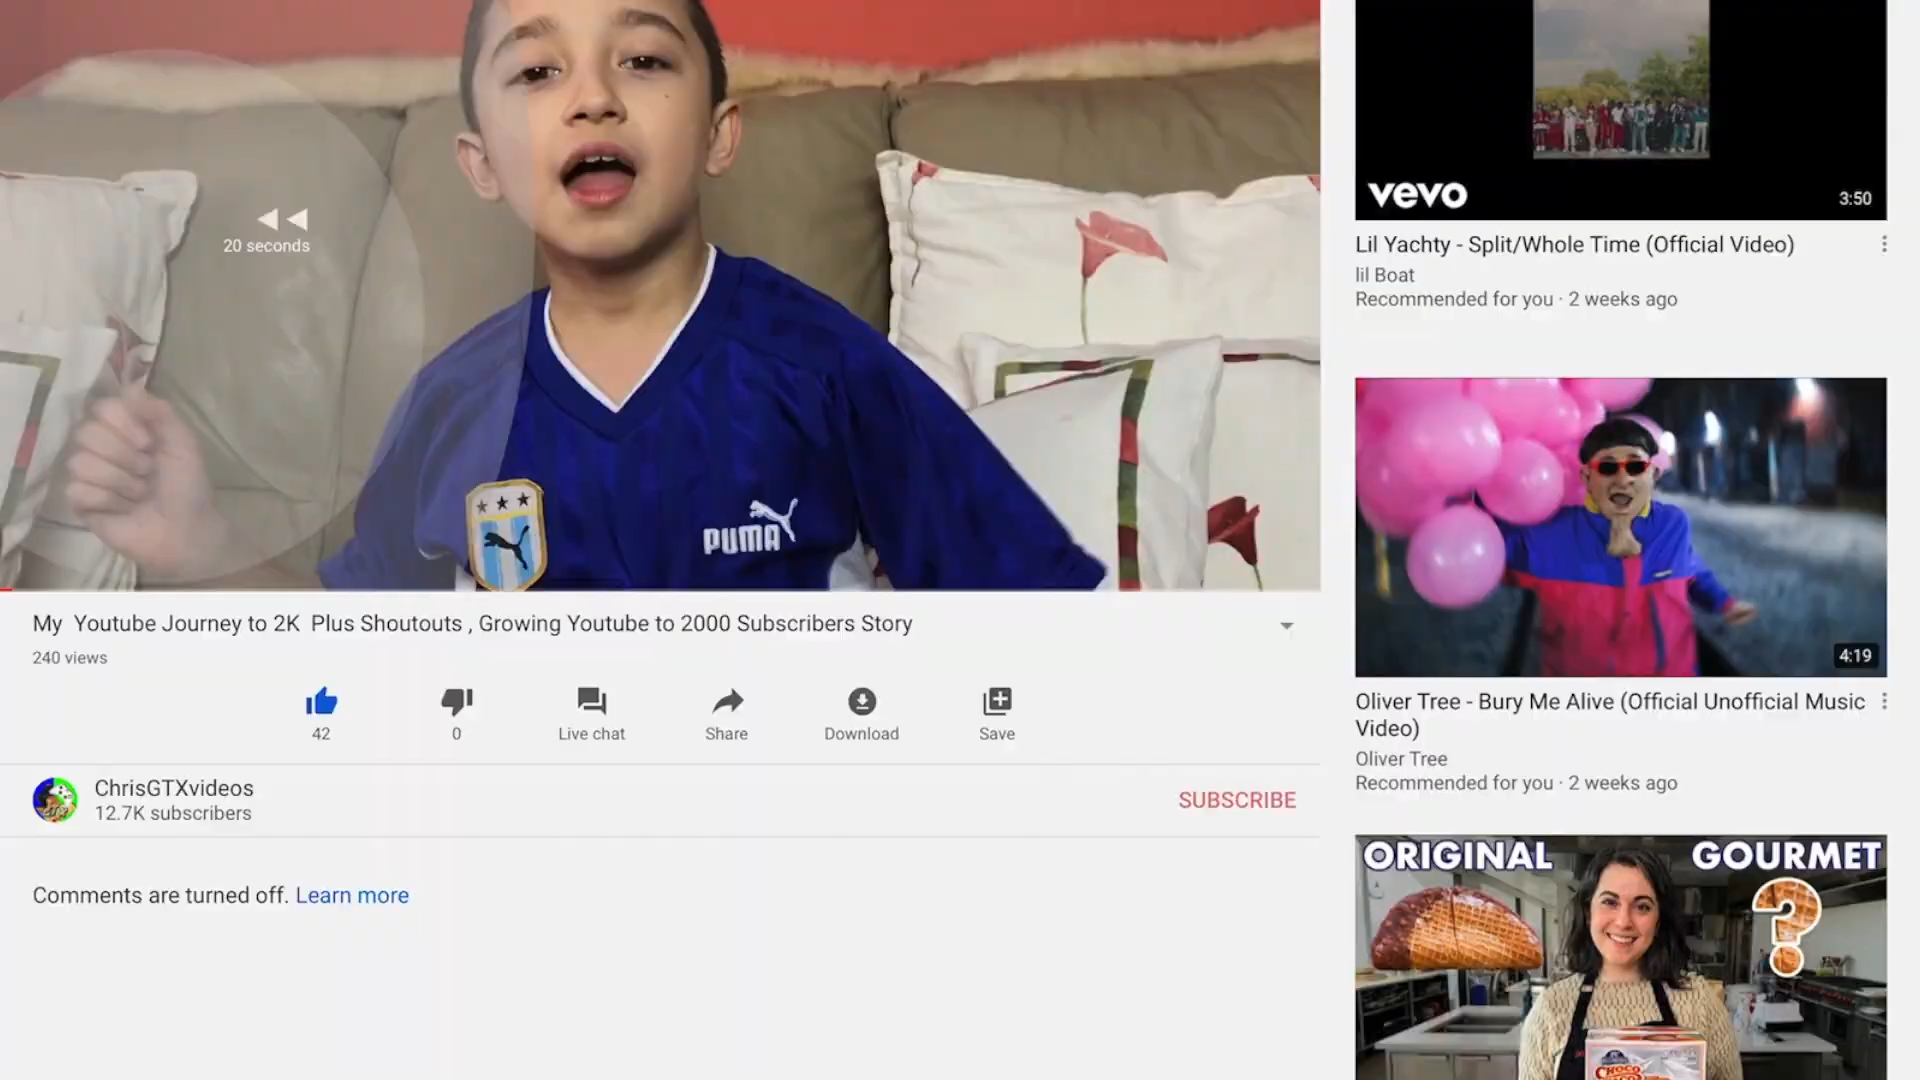 20 seconds
PUMA
My Youtube Journey to 2K Plus Shoutouts , Growing Youtube to 2000 Subscribers Story
240 views
42
0
Live chat
Share
Download
Save
ChrisGTXvideos
12.7K subscribers
SUBSCRIBE
Comments are turned off. Learn more
vevo
3:50
Lil Yachty - Split/Whole Time (Official Video)
lil Boat
Recommended for you · 2 weeks ago
4:19
Oliver Tree - Bury Me Alive (Official Unofficial Music
Video)
Oliver Tree
Recommended for you · 2 weeks ago
ORIGINAL GOURMET
?
CHOCO
TACO